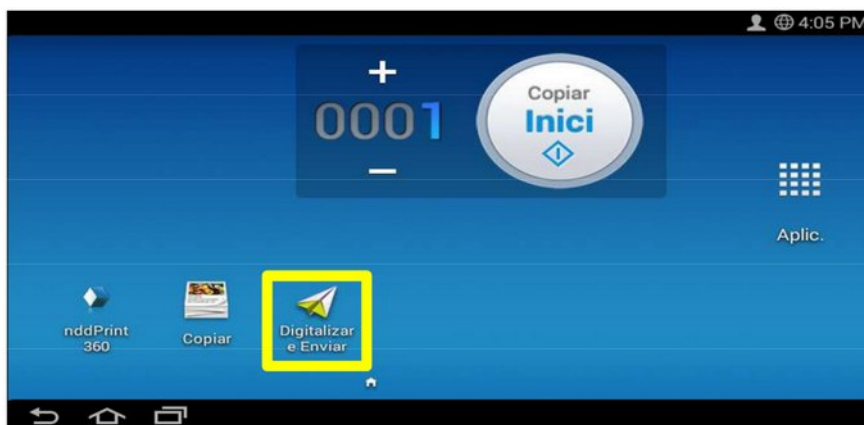 4:05 PM
+
0001
–
Copiar
Inici
Aplic.
nddPrint
360
Copiar
Digitalizar
e Enviar